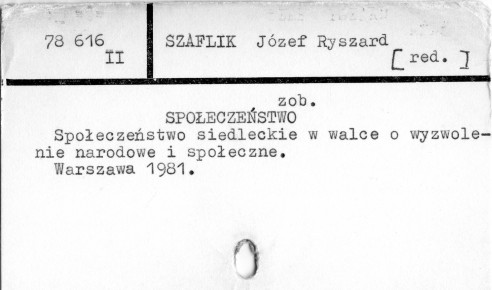 78 616
II
SZAFLIK Józef Ryszard
[red.]
zob.
SPOŁECZEŃSTWO
Społeczeństwo siedleckie w walce o wyzwole-
nie narodowe i społeczne.
Warszawa 1981.